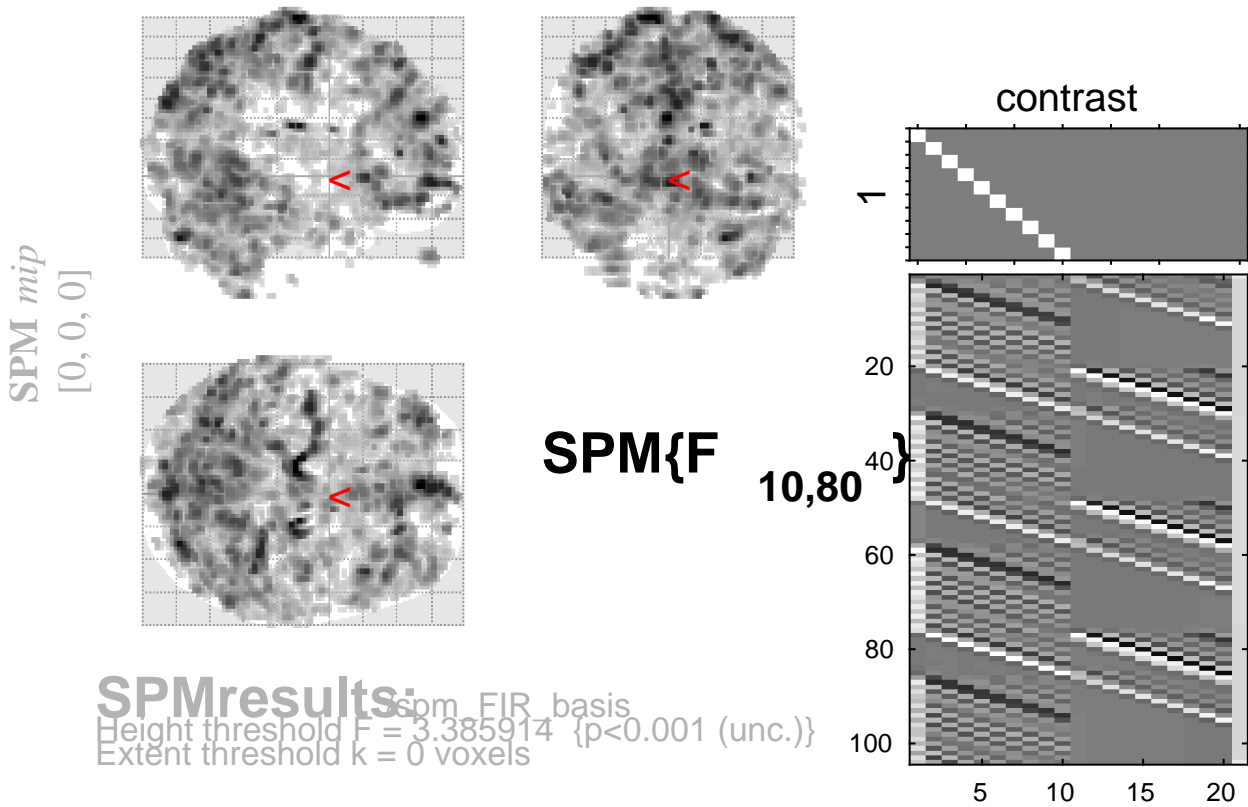 SPM mip
[0, 0, 0]
<
<
<
SPM{F 10,80 }
contrast
1
20
40
60
80
100
5 10 15 20
SPMresults: spm_FIR_basis
Height threshold F = 3.385914 {p<0.001 (unc.)}
Extent threshold k = 0 voxels